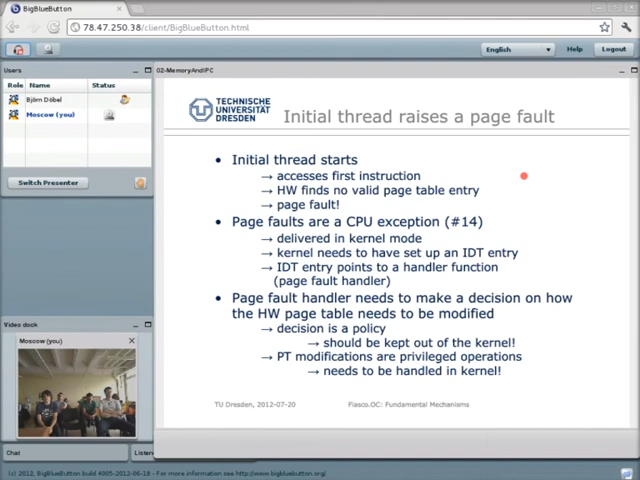 BigBlueButton
78.47.250.38/client/BigBlueButton.html
English
Help
Logout
Users
02-MemoryAndIPC
Role Name Status
Björn Döbel
Moscow (you)
Switch Presenter
TECHNISCHE
UNIVERSITÄT
DRESDEN
Initial thread raises a page fault
• Initial thread starts
→ accesses first instruction
→ HW finds no valid page table entry
→ page fault!
• Page faults are a CPU exception (#14)
→ delivered in kernel mode
→ kernel needs to have set up an IDT entry
→ IDT entry points to a handler function
(page fault handler)
• Page fault handler needs to make a decision on how
the HW page table needs to be modified
→ decision is a policy
→ should be kept out of the kernel!
→ PT modifications are privileged operations
→ needs to be handled in kernel!
TU Dresden, 2012-07-20
Fiasco.OC: Fundamental Mechanisms
Video dock
Moscow (you)
Chat
Listen
(c) 2012, BigBlueButton build 4005-2012-06-18 - For more information see http://www.bigbluebutton.org/